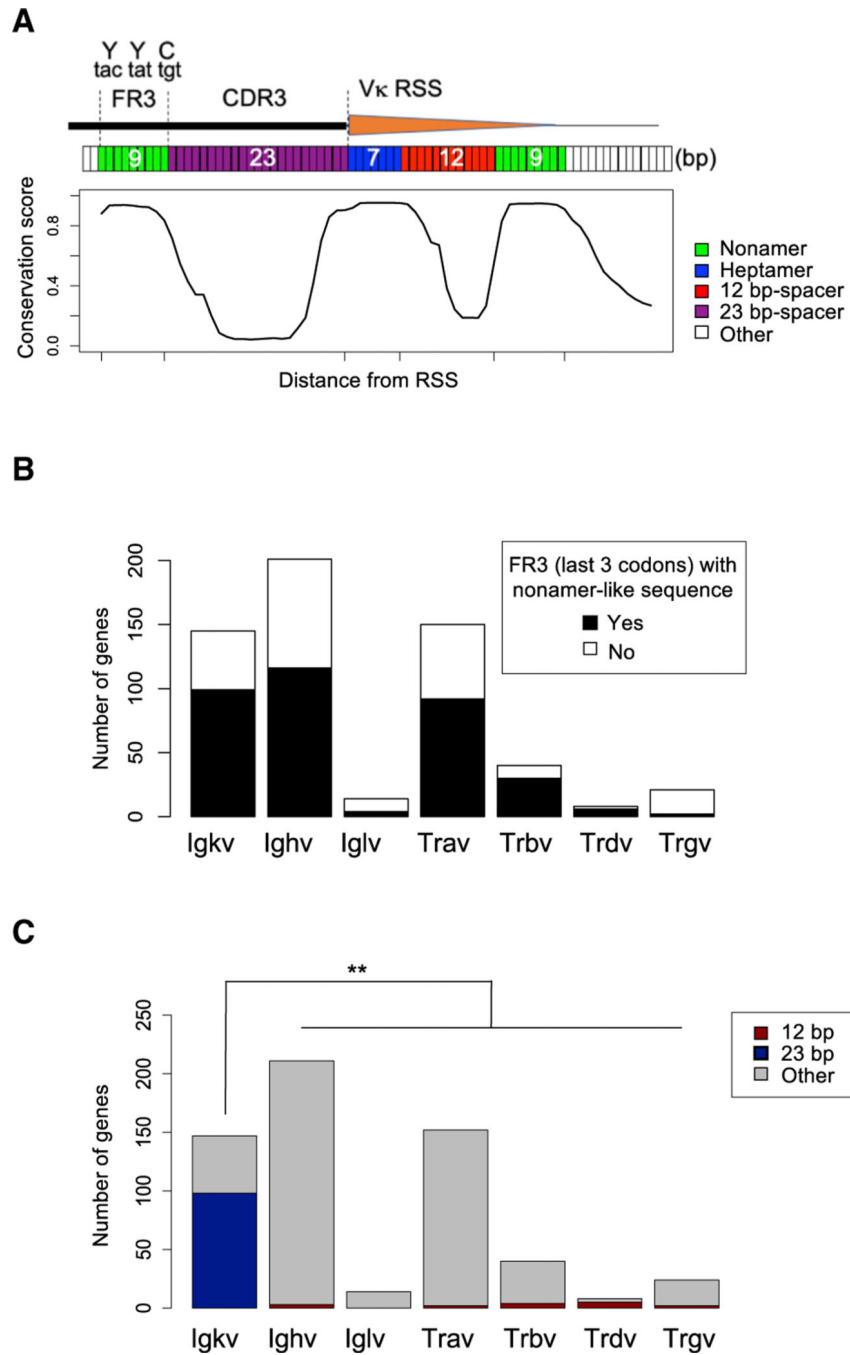 A
Y Y C
tac tat tgt
FR3 CDR3 Vκ RSS
9 23 7 12 9 (bp)
Conservation score
0.8
0.4
0.0
Distance from RSS
Nonamer
Heptamer
12 bp-spacer
23 bp-spacer
Other
B
Number of genes
200
150
100
50
0
FR3 (last 3 codons) with
nonamer-like sequence
Yes
No
Igkv Ighv Iglv Trav Trbv Trdv Trgv
C
**
Number of genes
250
200
150
100
50
0
12 bp
23 bp
Other
Igkv Ighv Iglv Trav Trbv Trdv Trgv